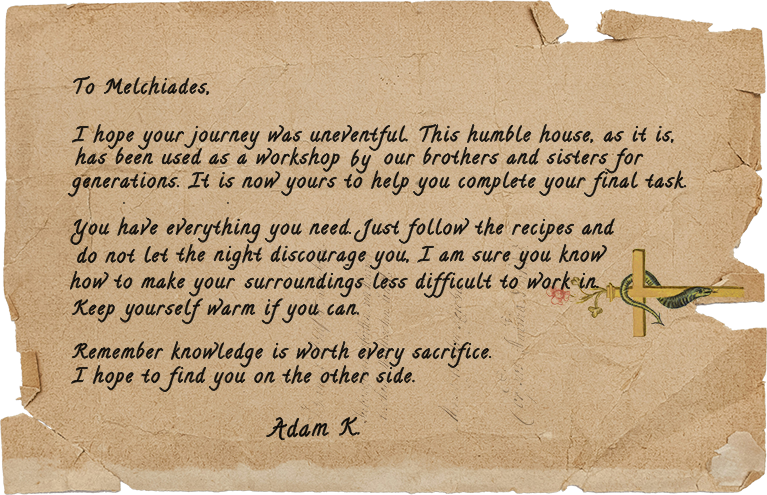 To Melchiades,
I hope your journey was uneventful. This humble house, as it is,
has been used as a workshop by our brothers and sisters for
generations. It is now yours to help you complete your final task.
You have everything you need. Just follow the recipes and
do not let the night discourage you, I am sure you know
how to make your surroundings less difficult to work in.
Keep yourself warm if you can.
Remember knowledge is worth every sacrifice.
I hope to find you on the other side.
Adam K.